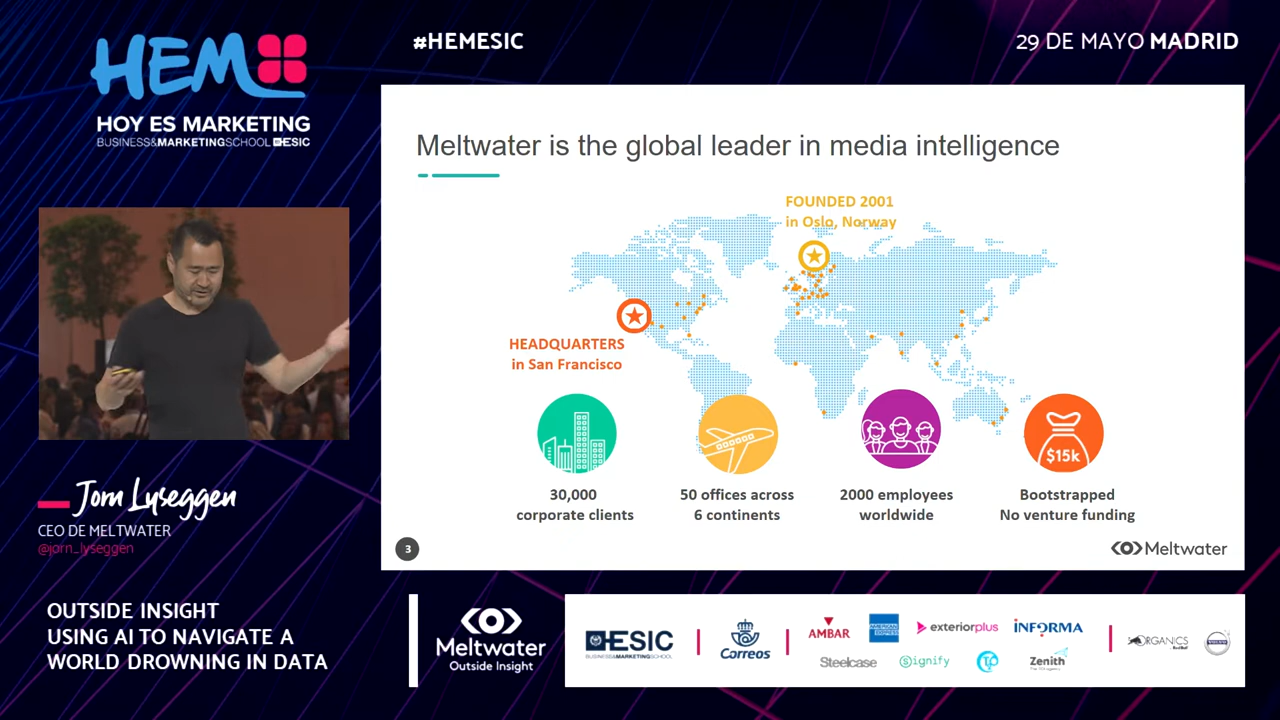 HEM
HOY ES MARKETING
BUSINESS&MARKETINGSCHOOL ESIC
#HEMESIC
29 DE MAYO MADRID
Meltwater is the global leader in media intelligence
FOUNDED 2001
in Oslo, Norway
HEADQUARTERS
in San Francisco
$15k
30,000
corporate clients
50 offices across
6 continents
2000 employees
worldwide
Bootstrapped
No venture funding
3
Meltwater
Jorn Lyseggen
CEO DE MELTWATER
@jorn_lyseggen
OUTSIDE INSIGHT
USING AI TO NAVIGATE A
WORLD DROWNING IN DATA
Meltwater
Outside Insight
ESIC
BUSINESS&MARKETINGSCHOOL
Correos
AMBAR
AMERICAN EXPRESS
exteriorplus
INFORMA
Steelcase
Signify
Zenith
ORGANICS